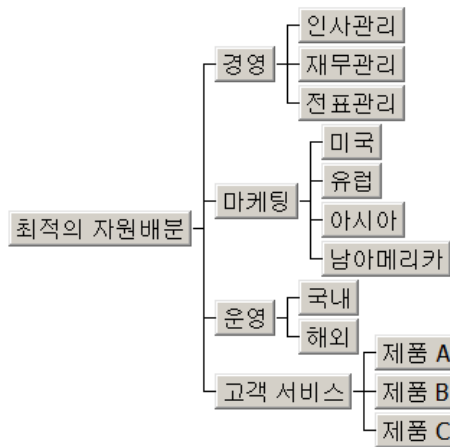 최적의 자원배분
경영
인사관리
재무관리
전표관리
마케팅
미국
유럽
아시아
남아메리카
운영
국내
해외
고객 서비스
제품 A
제품 B
제품 C